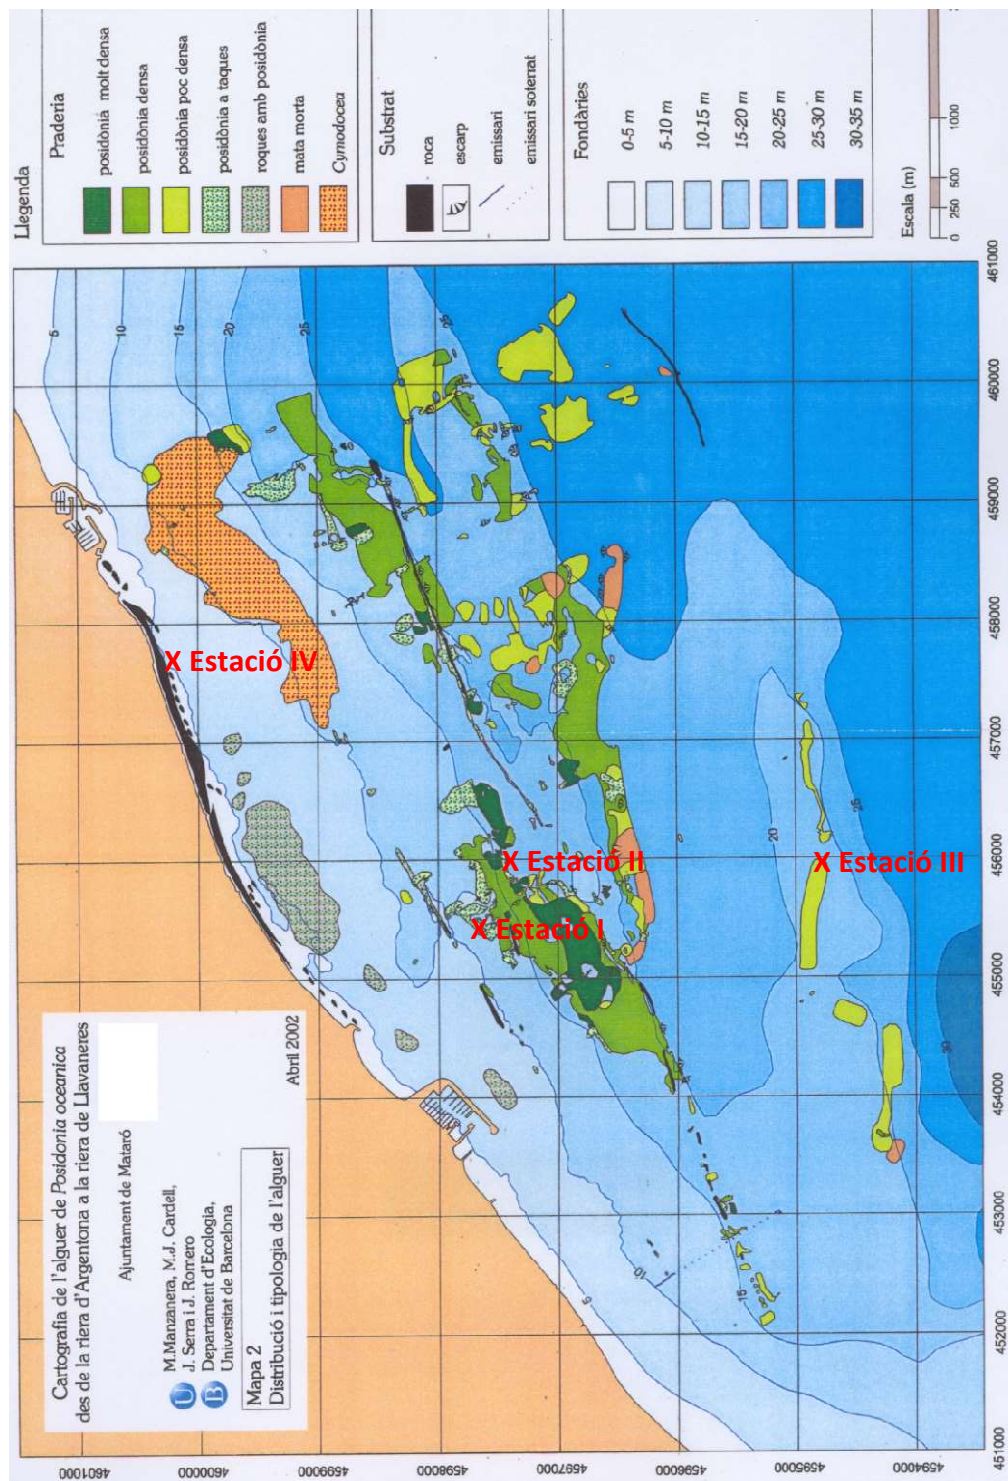 Llegenda
Praderia
posidònia molt densa
posidònia densa
posidònia poc densa
posidònia a taques
roques amb posidònia
mata morta
Cymodocea
Substrat
roca
escarp
emissari
emissari soterrat
Fondàries
0-5 m
5-10 m
10-15 m
15-20 m
20-25 m
25-30 m
30-35 m
Escala (m)
0
250
500
1000
Cartografia de l'alguer de Posidonia oceanica
des de la riera d'Argentona a la riera de Llavaneres
Ajuntament de Mataró
M.Manzanera, M.J. Cardell,
J. Serra i J. Romero
U
B
Departament d'Ecologia,
Universitat de Barcelona
Abril 2002
Mapa 2
Distribució i tipologia de l'alguer
X Estació IV
X Estació II
X Estació III
X Estació I
5
10
15
20
25
25
20
25
30
10
5
15
461000
460000
459000
458000
457000
456000
455000
454000
453000
452000
451000
4601000
4600000
4599000
4598000
4597000
4596000
4595000
4594000